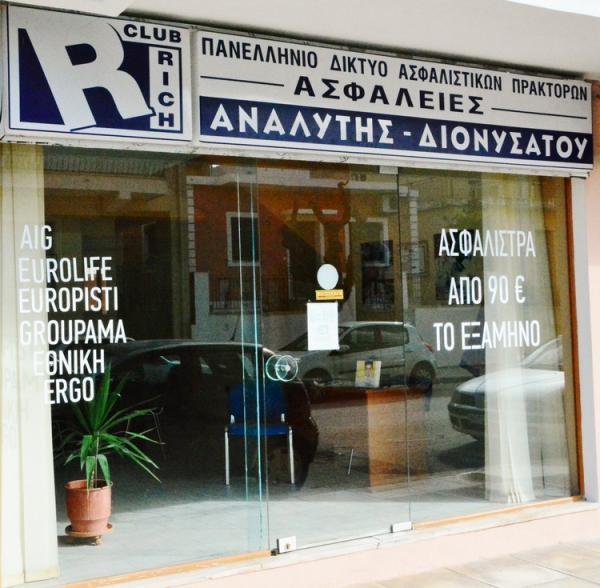 CLUB
R
RICH
ΠΑΝΕΛΛΗΝΙΟ ΔΙΚΤΥΟ ΑΣΦΑΛΙΣΤΙΚΩΝ ΠΡΑΚΤΟΡΩΝ
ΑΣΦΑΛΕΙΕΣ
ΑΝΑΛΥΤΗΣ - ΔΙΟΝΥΣΑΤΟΥ
AIG
EUROLIFE
EUROPISTI
GROUPAMA
ΕΘΝΙΚΗ
ERGO
ΑΣΦΑΛΙΣΤΡΑ
ΑΠΟ 90 €
ΤΟ ΕΞΑΜΗΝΟ